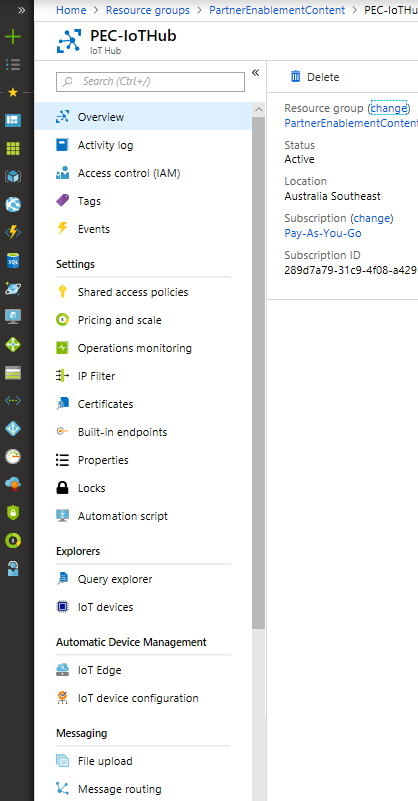 Home > Resource groups > PartnerEnablementContent > PEC-IoTHu
PEC-IoTHub
IoT Hub
Search (Ctrl+/)
Delete
Overview
Activity log
Access control (IAM)
Tags
Events
Settings
Shared access policies
Pricing and scale
Operations monitoring
IP Filter
Certificates
Built-in endpoints
Properties
Locks
Automation script
Explorers
Query explorer
IoT devices
Automatic Device Management
IoT Edge
IoT device configuration
Messaging
File upload
Message routing
Resource group (change)
PartnerEnablementContent
Status
Active
Location
Australia Southeast
Subscription (change)
Pay-As-You-Go
Subscription ID
289d7a79-31c9-4f08-a429